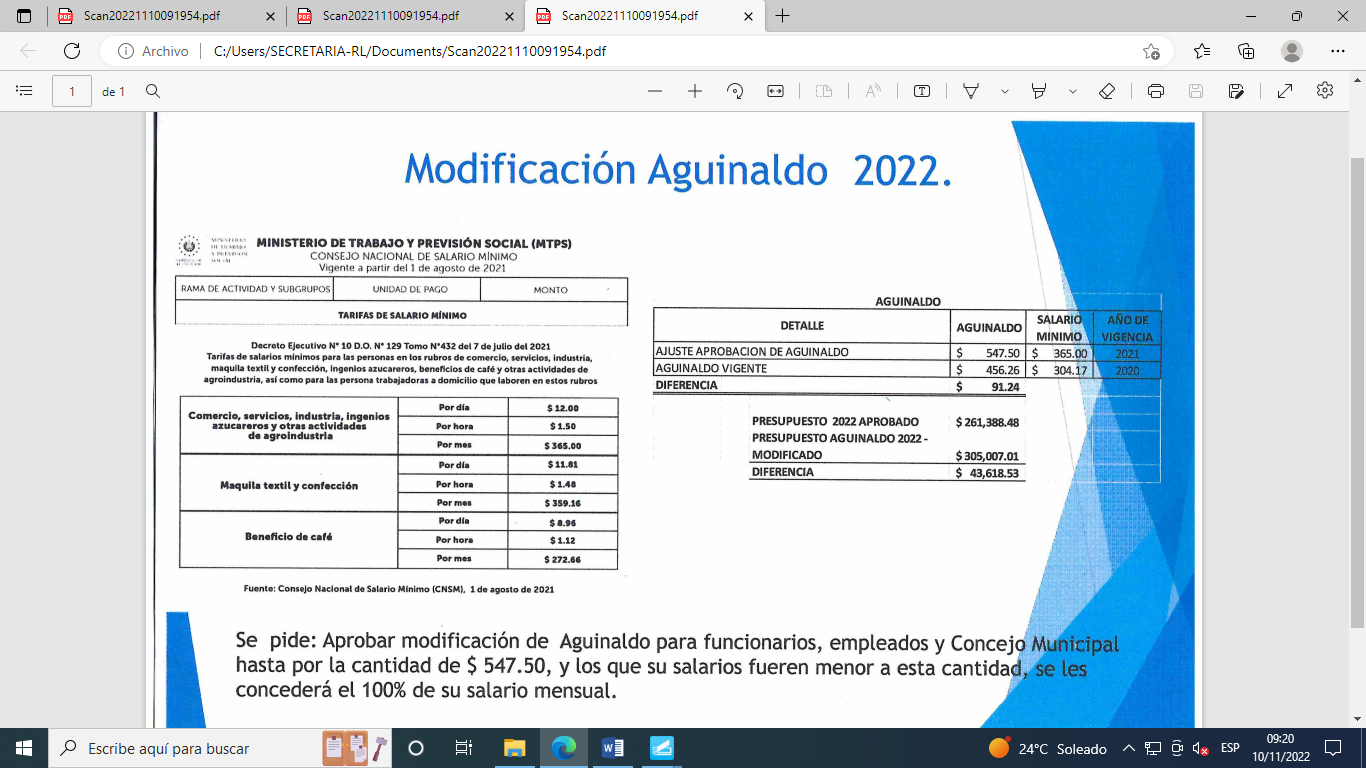 Scan20221110091954.pdf
Scan20221110091954.pdf
Scan20221110091954.pdf
Archivo
C:/Users/SECRETARIA-RL/Documents/Scan20221110091954.pdf
1 de 1
Modificación Aguinaldo 2022.
MINISTERIO DE TRABAJO Y PREVISIÓN SOCIAL
MINISTERIO DE TRABAJO Y PREVISIÓN SOCIAL (MTPS)
CONSEJO NACIONAL DE SALARIO MÍNIMO
Vigente a partir del 1 de agosto de 2021
RAMA DE ACTIVIDAD Y SUBGRUPOS UNIDAD DE PAGO MONTO
TARIFAS DE SALARIO MÍNIMO
Decreto Ejecutivo N° 10 D.O. N° 129 Tomo N°432 del 7 de julio del 2021
Tarifas de salarios mínimos para las personas en los rubros de comercio, servicios, industria,
maquila textil y confección, ingenios azucareros, beneficios de café y otras actividades de
agroindustria, así como para las persona trabajadoras a domicilio que laboren en estos rubros
Comercio, servicios, industria, ingenios
azucareros y otras actividades
de agroindustria
Por día $ 12.00
Por hora $ 1.50
Por mes $ 365.00
Maquila textil y confección
Por día $ 11.81
Por hora $ 1.48
Por mes $ 359.16
Beneficio de café
Por día $ 8.96
Por hora $ 1.12
Por mes $ 272.66
Fuente: Consejo Nacional de Salario Mínimo (CNSM), 1 de agosto de 2021
AGUINALDO
DETALLE AGUINALDO SALARIO MÍNIMO AÑO DE VIGENCIA
AJUSTE APROBACION DE AGUINALDO $ 547.50 $ 365.00 2021
AGUINALDO VIGENTE $ 456.26 $ 304.17 2020
DIFERENCIA $ 91.24
PRESUPUESTO 2022 APROBADO $ 261,388.48
PRESUPUESTO AGUINALDO 2022 -
MODIFICADO $ 305,007.01
DIFERENCIA $ 43,618.53
Se pide: Aprobar modificación de Aguinaldo para funcionarios, empleados y Concejo Municipal
hasta por la cantidad de $ 547.50, y los que su salarios fueren menor a esta cantidad, se les
concederá el 100% de su salario mensual.
Escribe aquí para buscar
24°C Soleado
ESP
09:20
10/11/2022